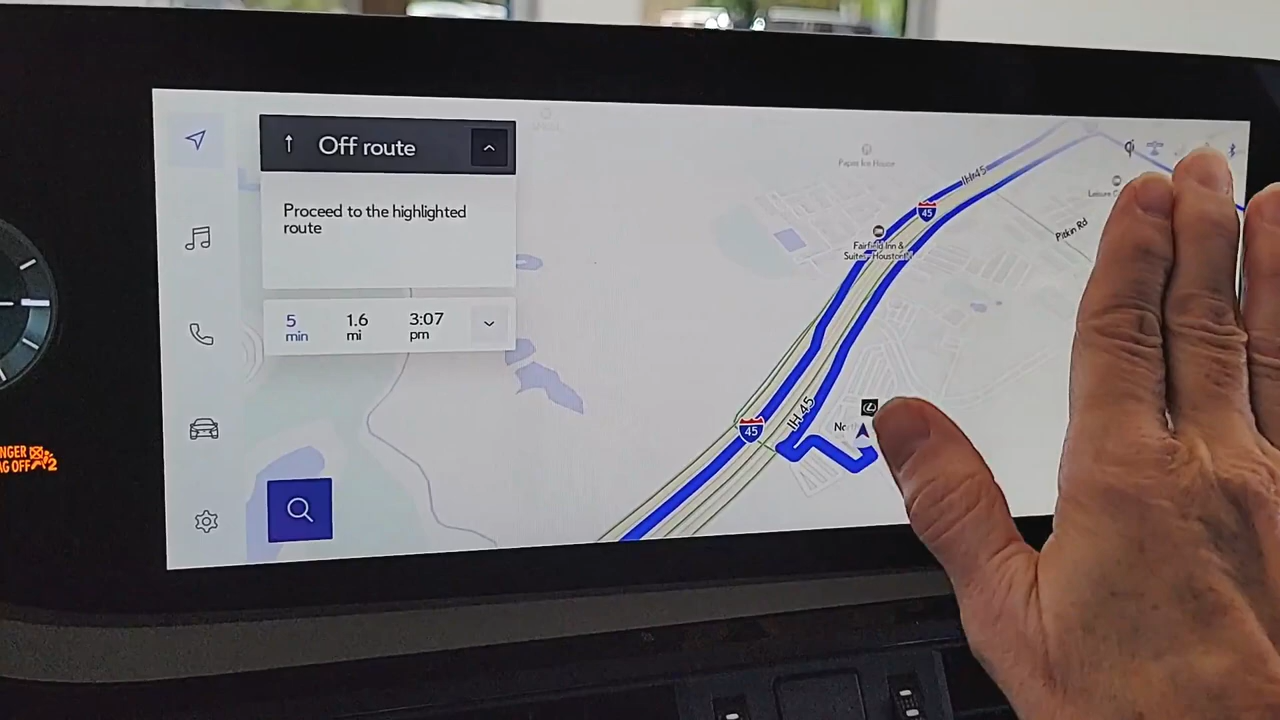 Off route
Proceed to the highlighted
route
5
min
1.6
mi
3:07
pm
IH-45
45
Fairfield Inn &
Suites Houston
Pitkin Rd
45
IH 45